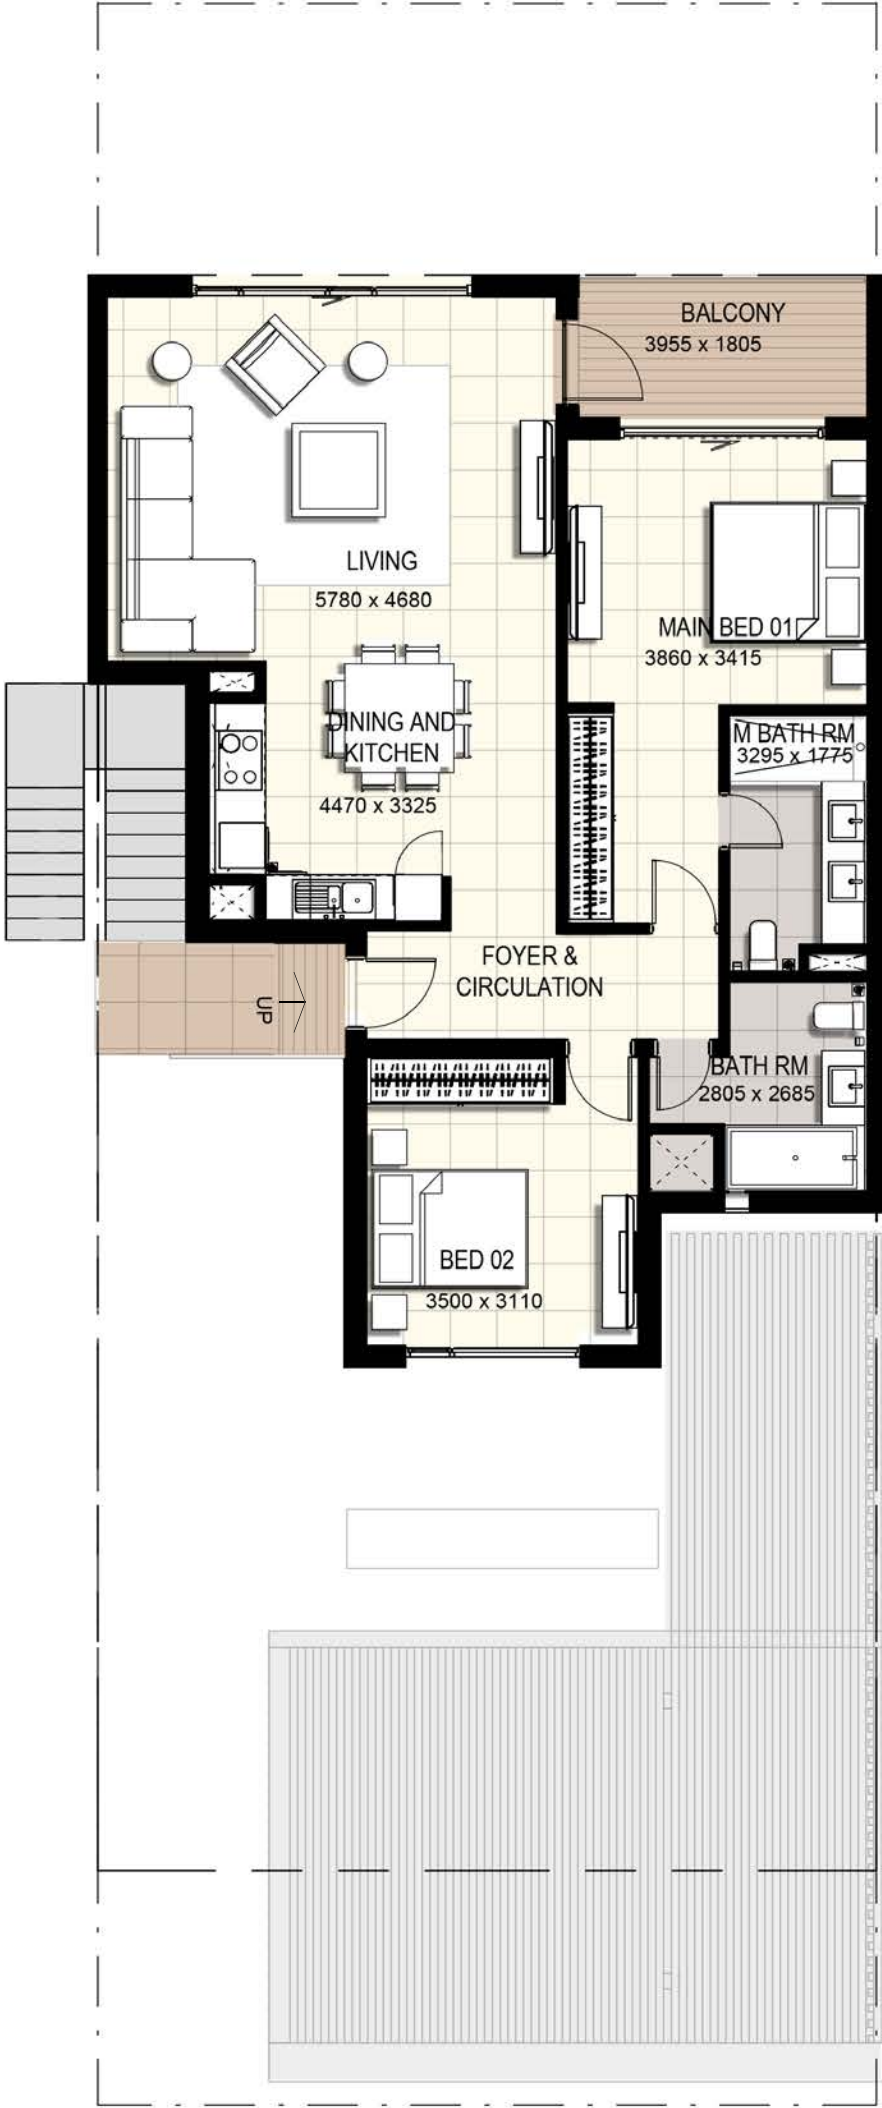 BALCONY
3955 x 1805
LIVING
5780 x 4680
MAIN BED 01
3860 x 3415
DINING AND
KITCHEN
4470 x 3325
M BATH RM
3295 x 1775
FOYER &
CIRCULATION
UP
BATH RM
2805 x 2685
BED 02
3500 x 3110